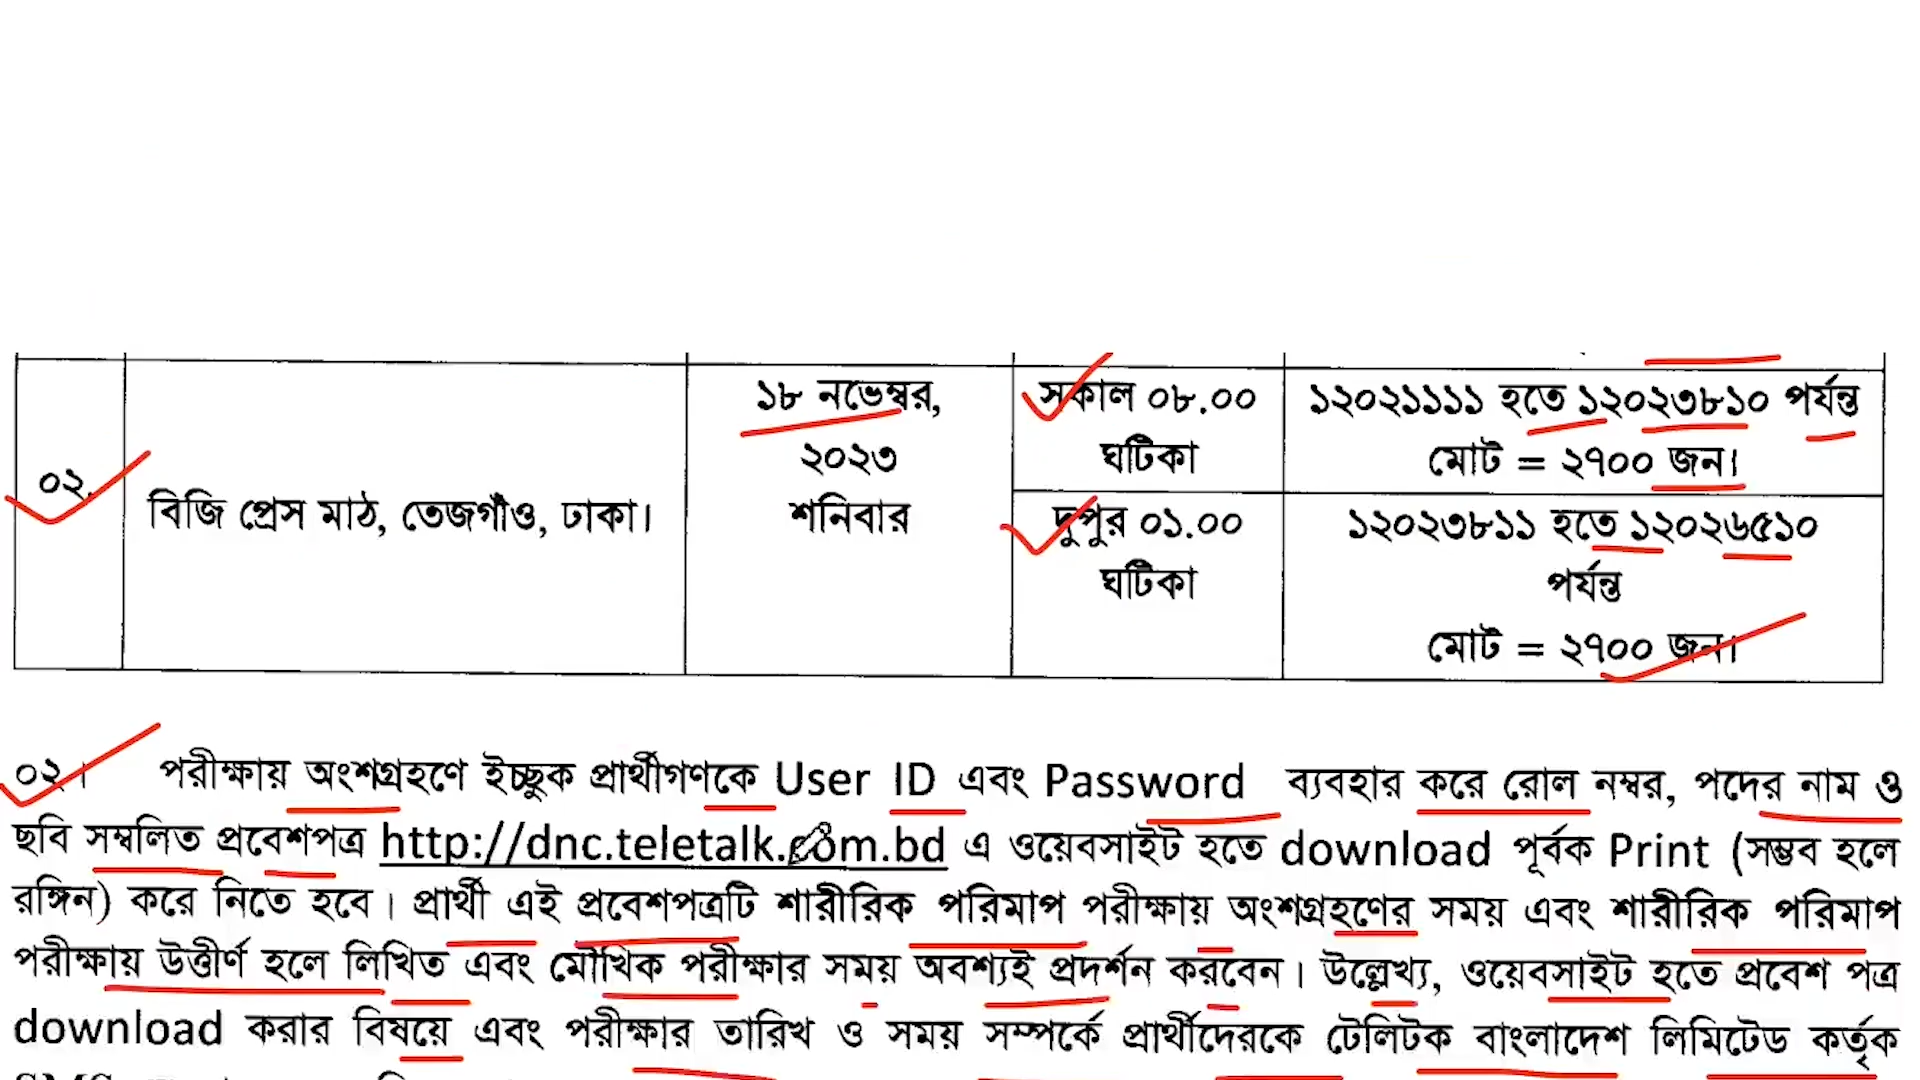 ০২.
বিজি প্রেস মাঠ, তেজগাঁও, ঢাকা।
১৮ নভেম্বর,
২০২৩
শনিবার
সকাল ০৮.০০
ঘটিকা
১২০২১১১১ হতে ১২০২৩৮১০ পর্যন্ত
মোট = ২৭০০ জন।
দুপুর ০১.০০
ঘটিকা
১২০২৩৮১১ হতে ১২০২৬৫১০
পর্যন্ত
মোট = ২৭০০ জন।
০২। পরীক্ষায় অংশগ্রহণে ইচ্ছুক প্রার্থীগণকে User ID এবং Password ব্যবহার করে রোল নম্বর, পদের নাম ও
ছবি সম্বলিত প্রবেশপত্র http://dnc.teletalk.com.bd এ ওয়েবসাইট হতে download পূর্বক Print (সম্ভব হলে
রঙ্গিন) করে নিতে হবে। প্রার্থী এই প্রবেশপত্রটি শারীরিক পরিমাপ পরীক্ষায় অংশগ্রহণের সময় এবং শারীরিক পরিমাপ
পরীক্ষায় উত্তীর্ণ হলে লিখিত এবং মৌখিক পরীক্ষার সময় অবশ্যই প্রদর্শন করবেন। উল্লেখ্য, ওয়েবসাইট হতে প্রবেশ পত্র
download করার বিষয়ে এবং পরীক্ষার তারিখ ও সময় সম্পর্কে প্রার্থীদেরকে টেলিটক বাংলাদেশ লিমিটেড কর্তৃক
SMS